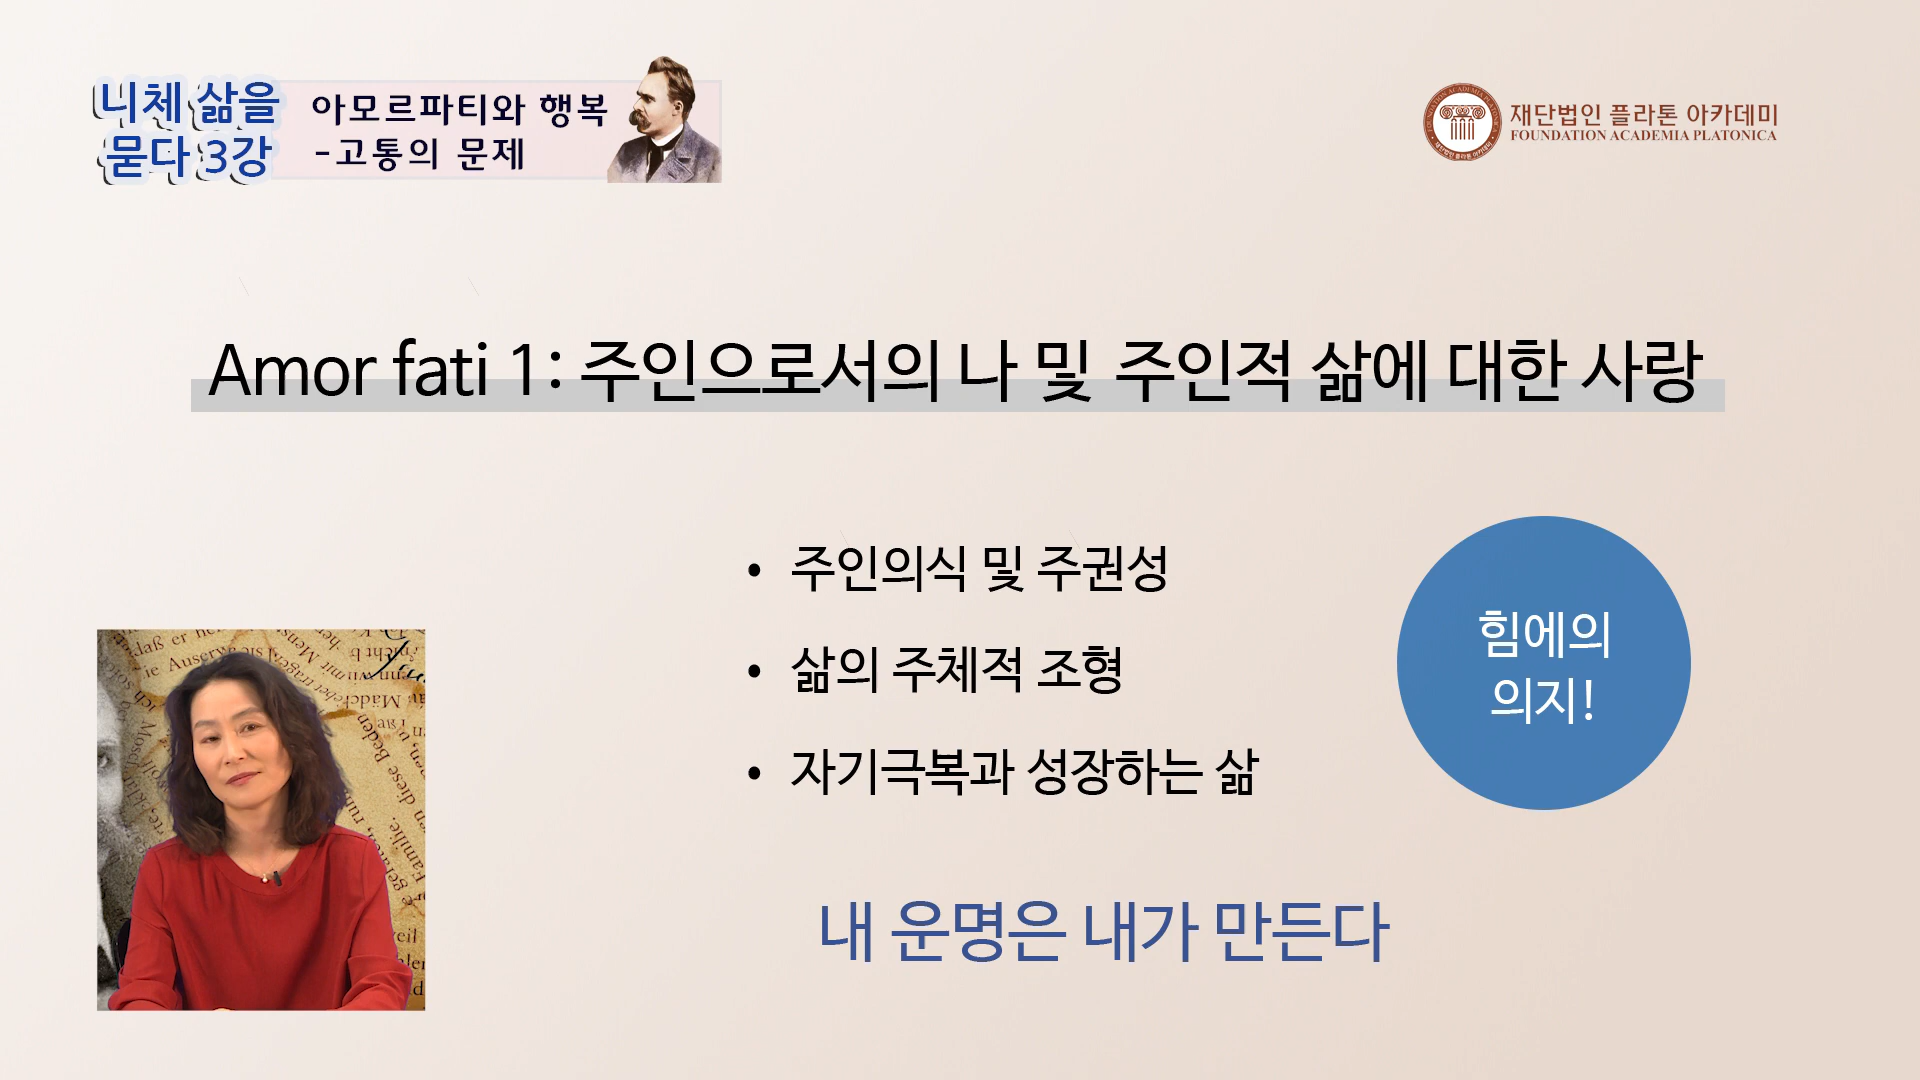 니체 삶을
묻다 3강
아모르파티와 행복
-고통의 문제
재단법인 플라톤 아카데미
FOUNDATION ACADEMIA PLATONICA
Amor fati 1: 주인으로서의 나 및 주인적 삶에 대한 사랑
• 주인의식 및 주권성
• 삶의 주체적 조형
• 자기극복과 성장하는 삶
힘에의
의지!
내 운명은 내가 만든다